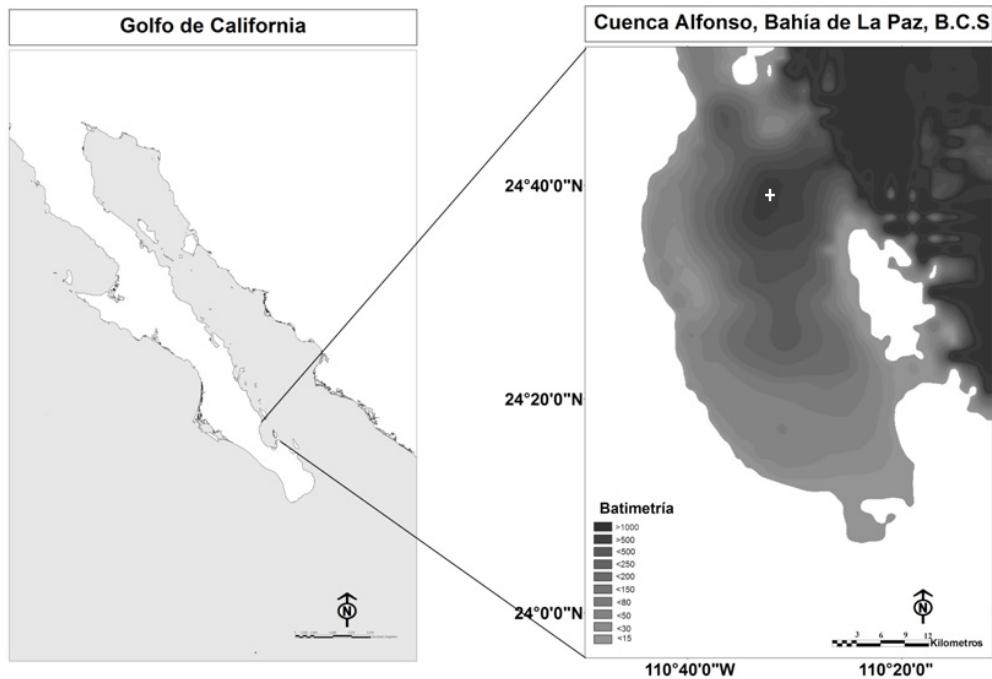 Golfo de California
Cuenca Alfonso, Bahía de La Paz, B.C.S
24°40'0"N
24°20'0"N
24°0'0"N
Batimetría
>1000
>500
<500
<250
<200
<150
<80
<50
<30
<15
N
N
3 6 9 12
Kilometros
110°40'0"W 110°20'0"